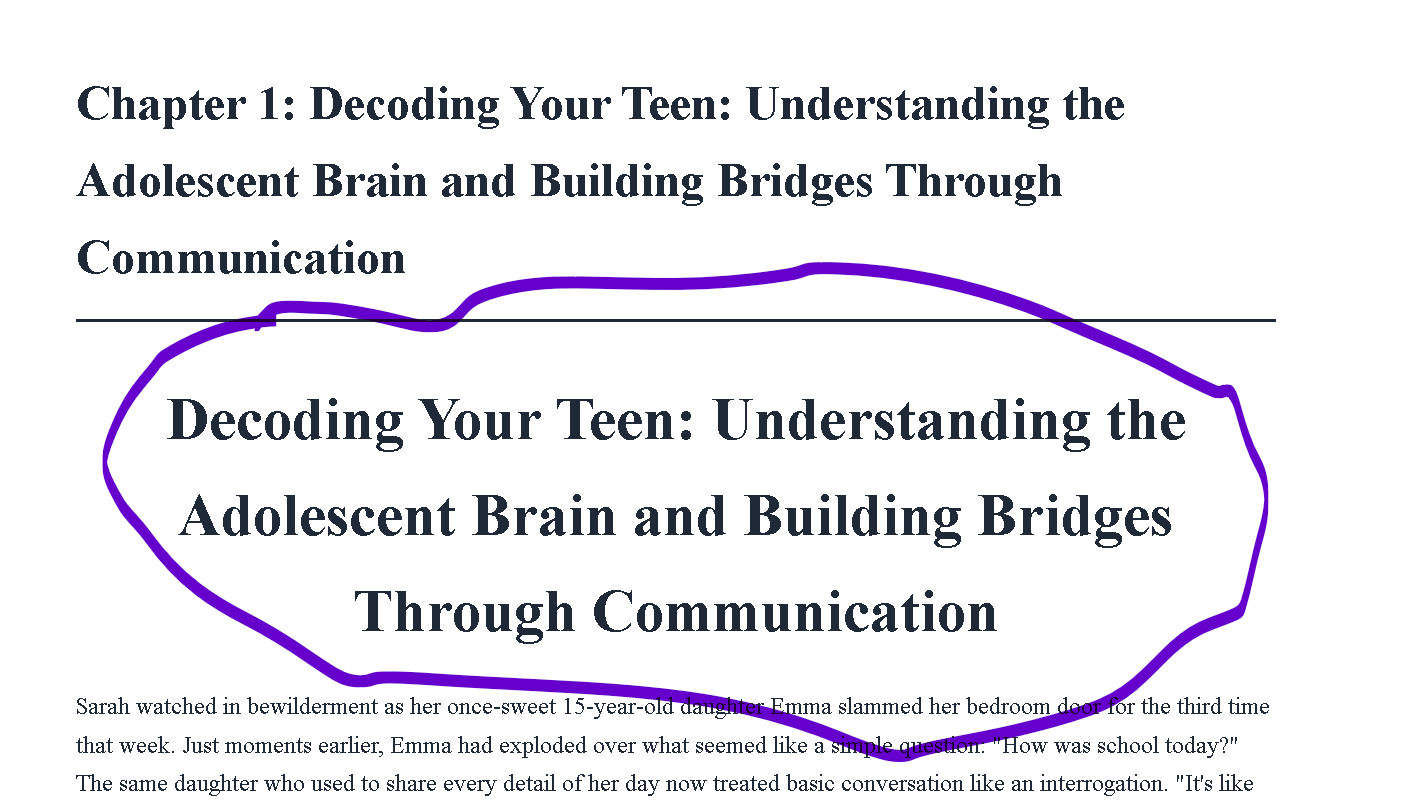 Chapter 1: Decoding Your Teen: Understanding the
Adolescent Brain and Building Bridges Through
Communication
Decoding Your Teen: Understanding the
Adolescent Brain and Building Bridges
Through Communication
Sarah watched in bewilderment as her once-sweet 15-year-old daughter Emma slammed her bedroom door for the third time
that week. Just moments earlier, Emma had exploded over what seemed like a simple question: "How was school today?"
The same daughter who used to share every detail of her day now treated basic conversation like an interrogation. "It's like